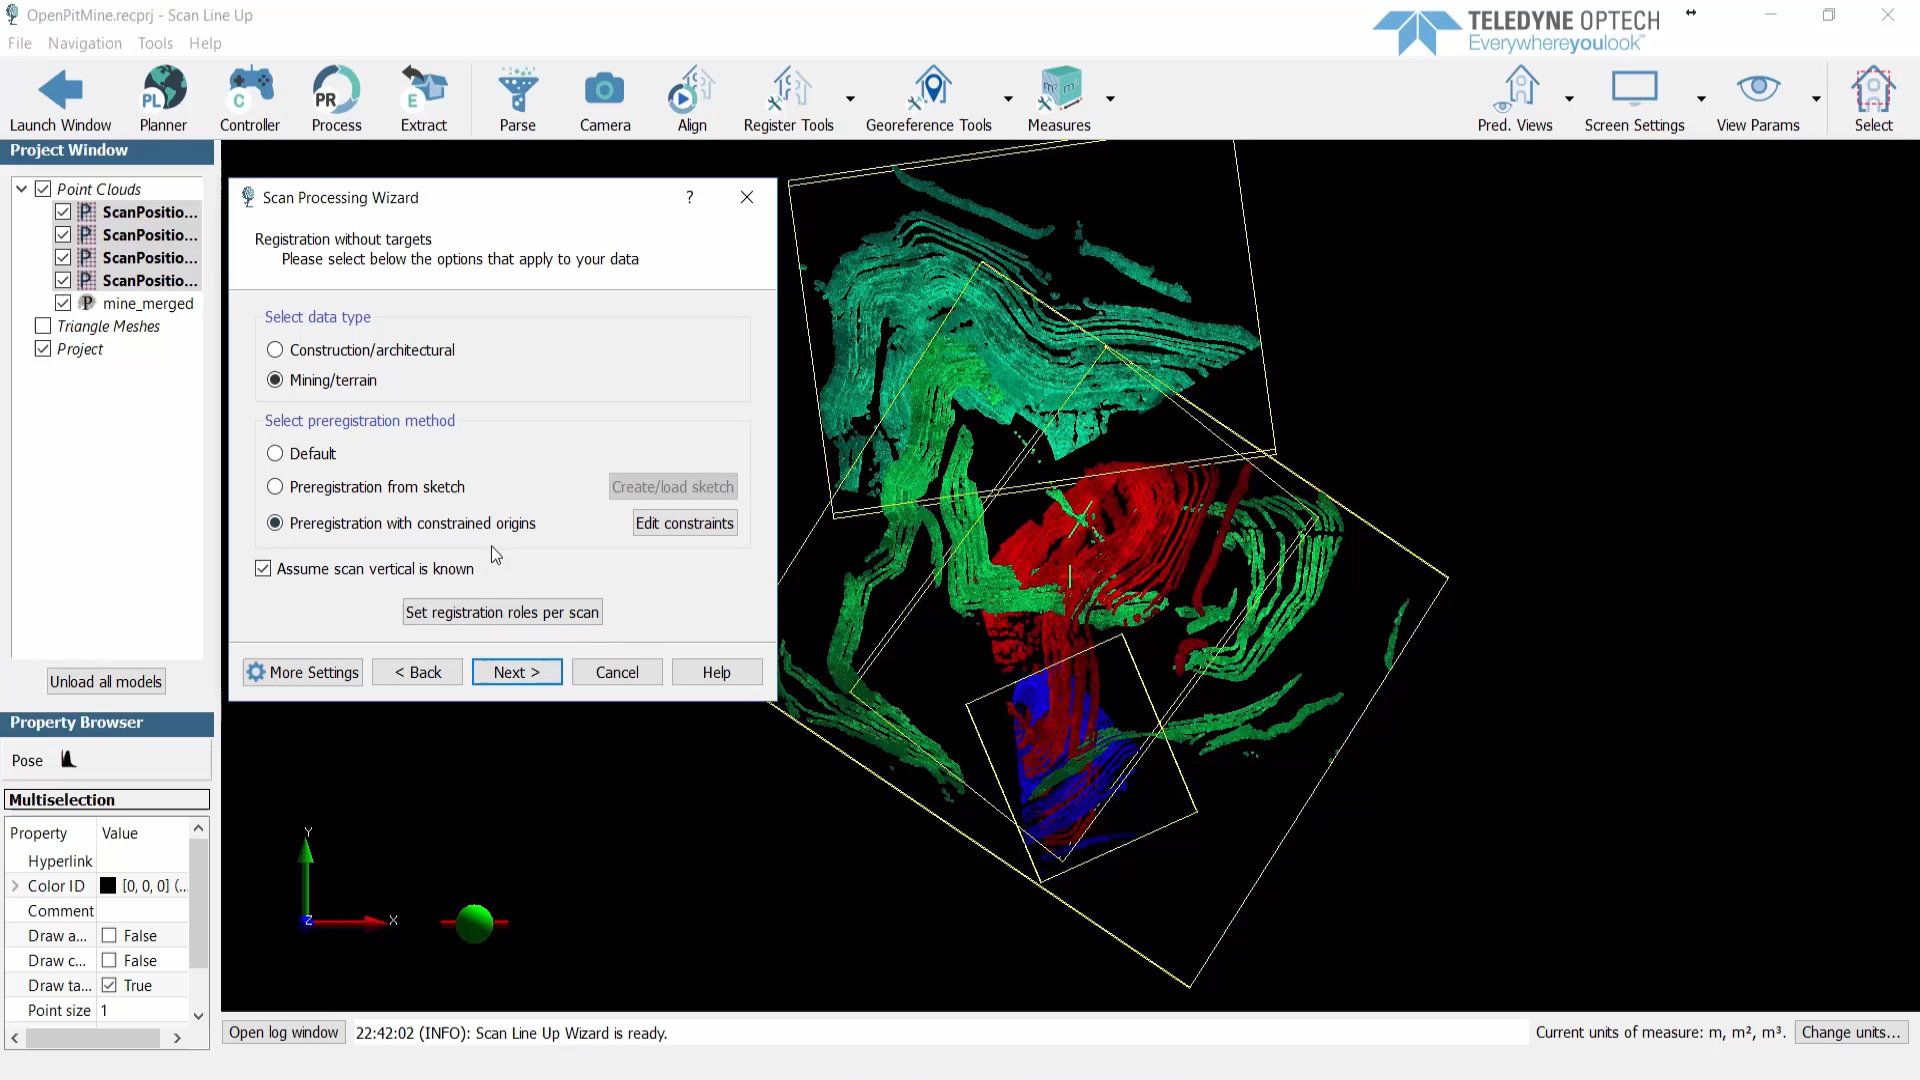 OpenPitMine.recprj - Scan Line Up
TELEDYNE OPTECH
Everywhereyoulook™
File Navigation Tools Help
PL C PR E m² m³
Launch Window Planner Controller Process Extract Parse Camera Align Register Tools Georeference Tools Measures Pred. Views Screen Settings View Params Select
Project Window
Point Clouds
P ScanPositio...
P ScanPositio...
P ScanPositio...
P ScanPositio...
P mine_merged
Triangle Meshes
Project
Unload all models
Scan Processing Wizard ?
Registration without targets
Please select below the options that apply to your data
Select data type
Construction/architectural
Mining/terrain
Select preregistration method
Default
Preregistration from sketch Create/load sketch
Preregistration with constrained origins Edit constraints
Assume scan vertical is known
Set registration roles per scan
More Settings < Back Next > Cancel Help
Property Browser
Pose
Multiselection
Property Value
Hyperlink
Color ID [0, 0, 0] (...
Comment
Draw a... False
Draw c... False
Draw ta... True
Point size 1
Y
Z X
Open log window 22:42:02 (INFO): Scan Line Up Wizard is ready. Current units of measure: m, m², m³. Change units...